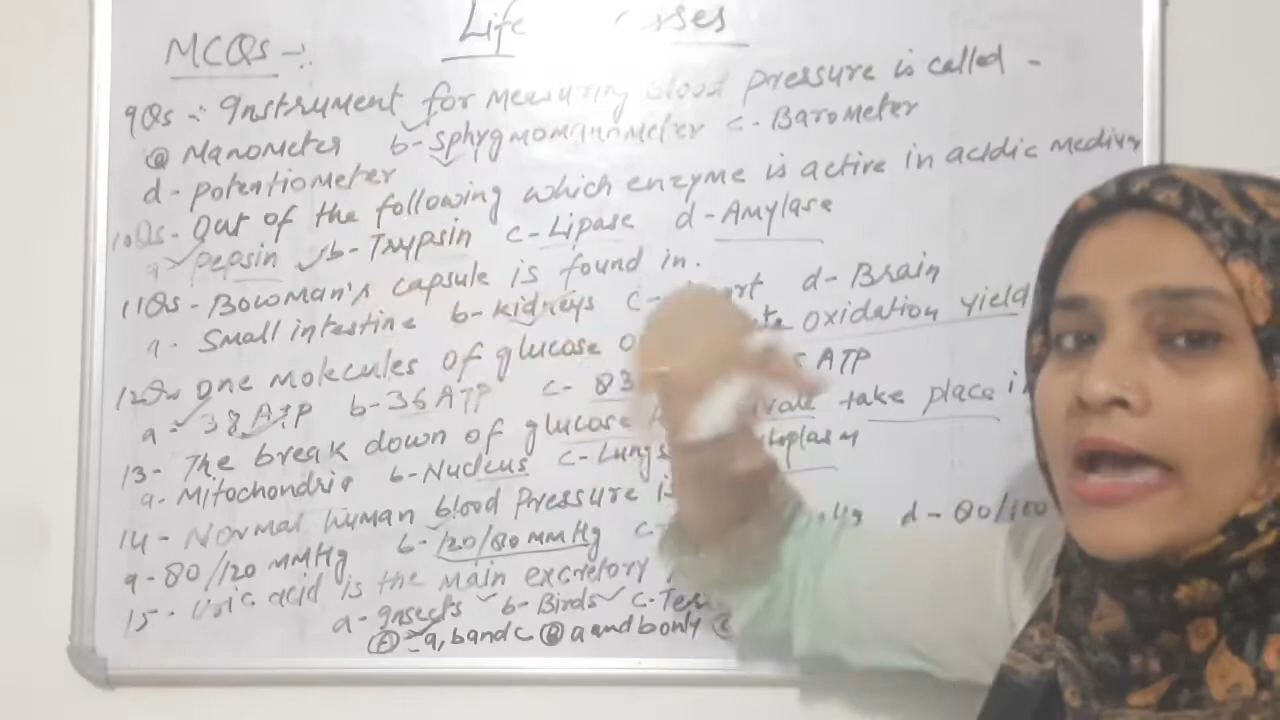 Life
MCQs -:
9Qs :- Instrument for measuring blood pressure is called -
a Manometer b- Sphygmomanometer c- Barometer
d- potentiometer
10Qs- Out of the following which enzyme is active in acidic medium
a- pepsin b- Trypsin c- Lipase d- Amylase
11Qs- Bowman's capsule is found in.
a. Small intestine b- kidneys c- d- Brain
12Qs one molecules of glucose oxidation yield
a- 38 ATP b- 36 ATP c- ATP
13- The break down of glucose take place
a- Mitochondria b- Nucleus c- Lungs
14- Normal human blood pressure
a- 80/120 mmHg b- 120/80 mmHg c- d- 80/100
15- Uric acid is the main excretory
a- Insects b- Birds c-
A- a, b and c B a and b only